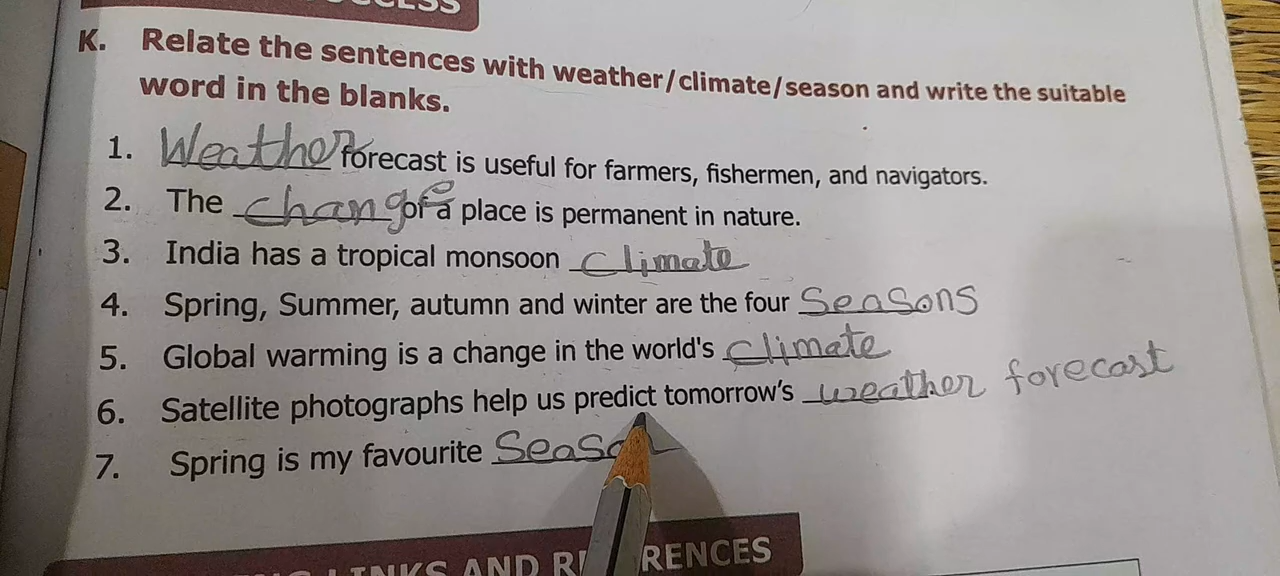 K. Relate the sentences with weather/climate/season and write the suitable
word in the blanks.
1. Weather forecast is useful for farmers, fishermen, and navigators.
2. The change of a place is permanent in nature.
3. India has a tropical monsoon climate
4. Spring, Summer, autumn and winter are the four Seasons
5. Global warming is a change in the world's climate
6. Satellite photographs help us predict tomorrow's weather forecast
7. Spring is my favourite
LINKS AND